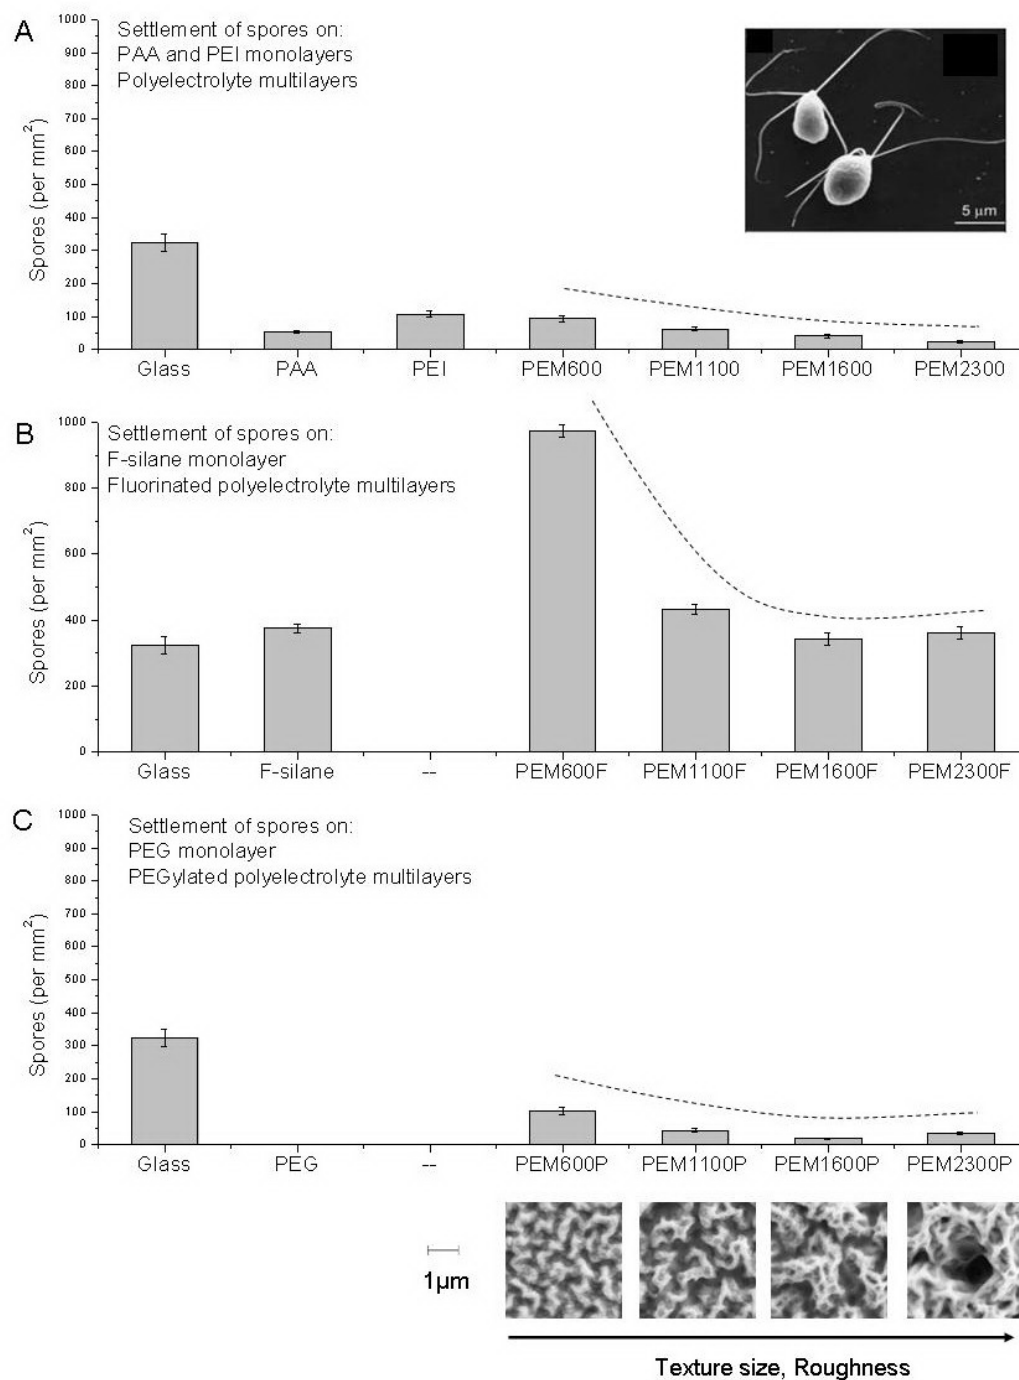 A
Settlement of spores on:
PAA and PEI monolayers
Polyelectrolyte multilayers
Spores (per mm²)
1000
900
800
700
600
500
400
300
200
100
0
5 µm
Glass PAA PEI PEM600 PEM1100 PEM1600 PEM2300
B
Settlement of spores on:
F-silane monolayer
Fluorinated polyelectrolyte multilayers
Spores (per mm²)
1000
800
600
400
200
0
Glass F-silane -- PEM600F PEM1100F PEM1600F PEM2300F
C
Settlement of spores on:
PEG monolayer
PEGylated polyelectrolyte multilayers
Spores (per mm²)
1000
900
800
700
600
500
400
300
200
100
0
Glass PEG -- PEM600P PEM1100P PEM1600P PEM2300P
1µm
Texture size, Roughness